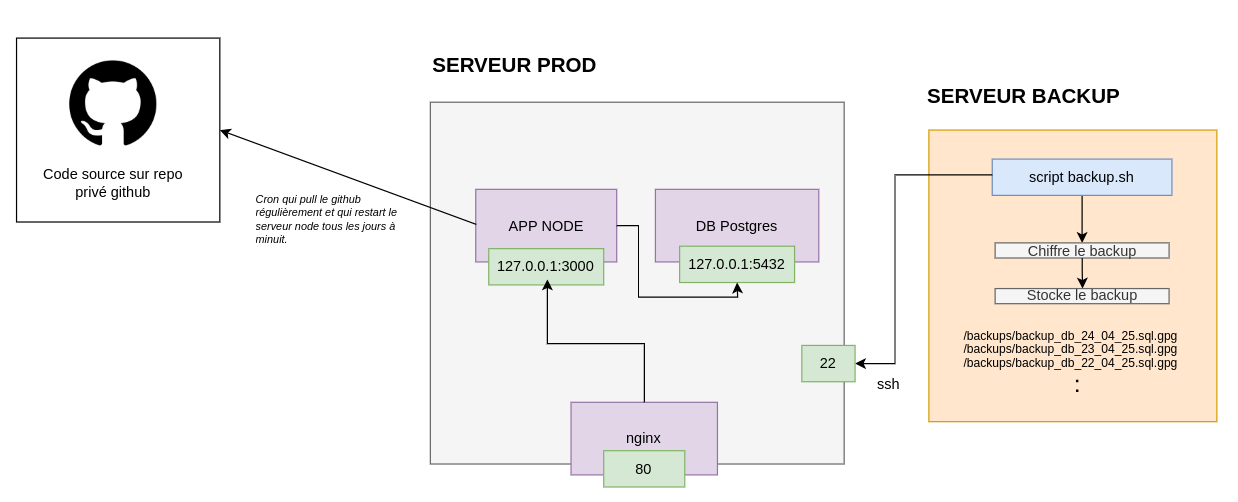 SERVEUR PROD
SERVEUR BACKUP
Code source sur repo
privé github
Cron qui pull le github
régulièrement et qui restart le
serveur node tous les jours à
minuit.
APP NODE
127.0.0.1:3000
DB Postgres
127.0.0.1:5432
22
ssh
nginx
80
script backup.sh
Chiffre le backup
Stocke le backup
/backups/backup_db_24_04_25.sql.gpg
/backups/backup_db_23_04_25.sql.gpg
/backups/backup_db_22_04_25.sql.gpg
: